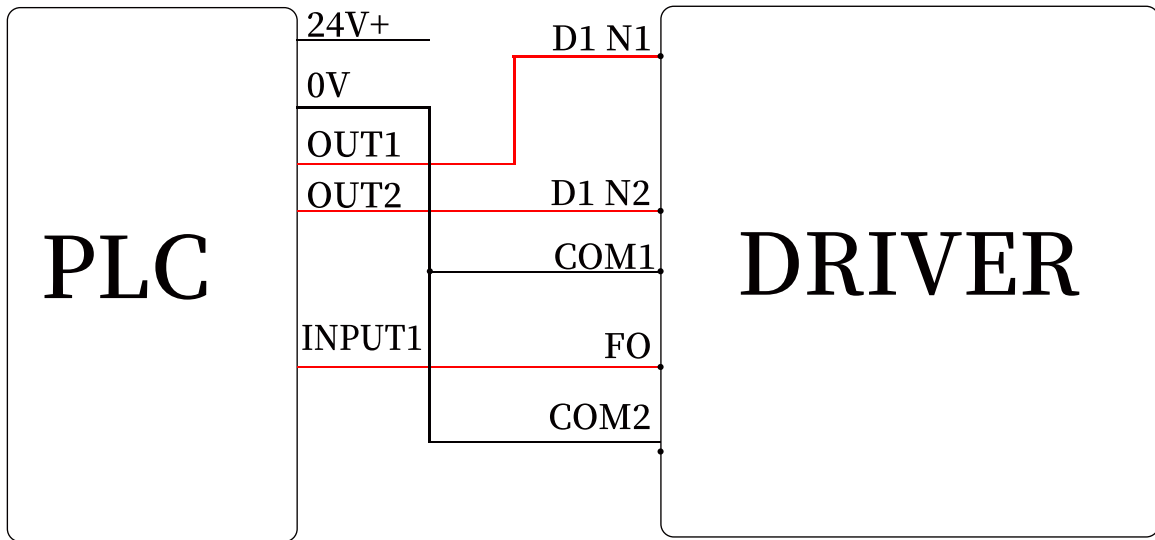 24V+
D1 N1
0V
OUT1
OUT2
D1 N2
PLC
DRIVER
COM1
INPUT1
FO
COM2